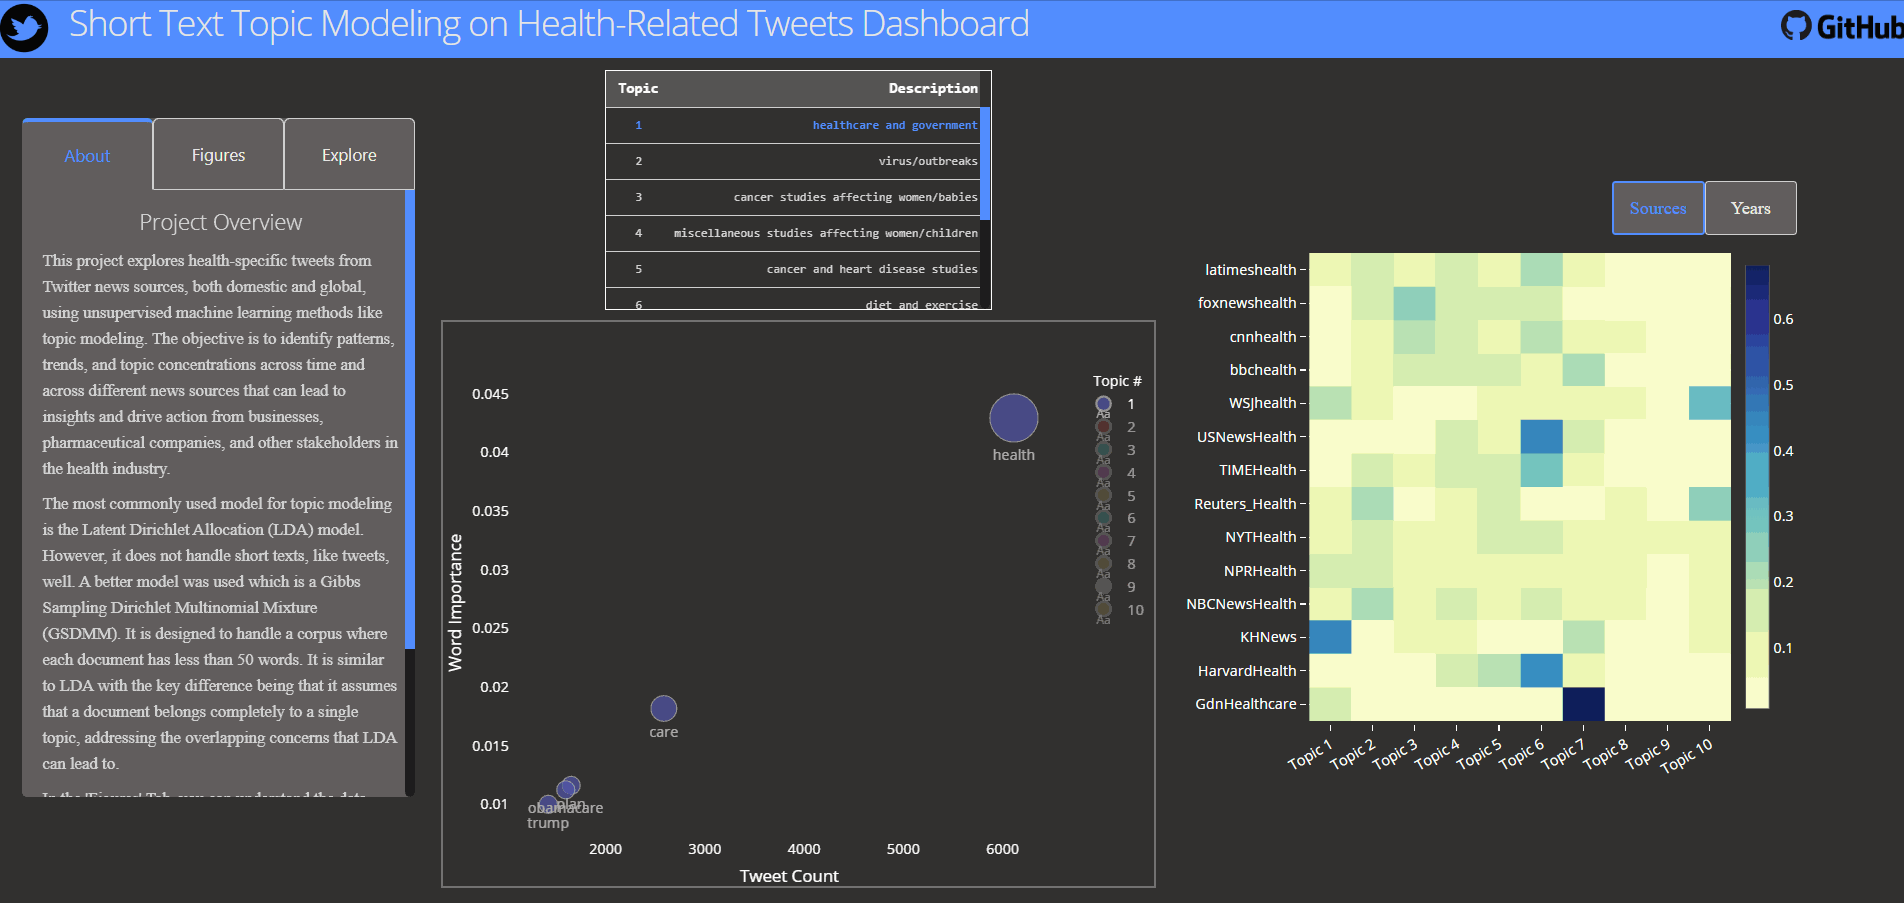 Short Text Topic Modeling on Health-Related Tweets Dashboard
GitHub
About
Figures
Explore
Project Overview
This project explores health-specific tweets from
Twitter news sources, both domestic and global,
using unsupervised machine learning methods like
topic modeling. The objective is to identify patterns,
trends, and topic concentrations across time and
across different news sources that can lead to
insights and drive action from businesses,
pharmaceutical companies, and other stakeholders in
the health industry.
The most commonly used model for topic modeling
is the Latent Dirichlet Allocation (LDA) model.
However, it does not handle short texts, like tweets,
well. A better model was used which is a Gibbs
Sampling Dirichlet Multinomial Mixture
(GSDMM). It is designed to handle a corpus where
each document has less than 50 words. It is similar
to LDA with the key difference being that it assumes
that a document belongs completely to a single
topic, addressing the overlapping concerns that LDA
can lead to.
Topic Description
1 healthcare and government
2 virus/outbreaks
3 cancer studies affecting women/babies
4 miscellaneous studies affecting women/children
5 cancer and heart disease studies
6 diet and exercise
Word Importance
0.045
0.04
0.035
0.03
0.025
0.02
0.015
0.01
health
care
plan
obamacare
trump
2000
3000
4000
5000
6000
Tweet Count
Topic #
Aa 1
Aa 2
Aa 3
Aa 4
Aa 5
Aa 6
Aa 7
Aa 8
Aa 9
Aa 10
Sources
Years
latimeshealth
foxnewshealth
cnnhealth
bbchealth
WSJhealth
USNewsHealth
TIMEHealth
Reuters_Health
NYTHealth
NPRHealth
NBCNewsHealth
KHNews
HarvardHealth
GdnHealthcare
Topic 1
Topic 2
Topic 3
Topic 4
Topic 5
Topic 6
Topic 7
Topic 8
Topic 9
Topic 10
0.6
0.5
0.4
0.3
0.2
0.1